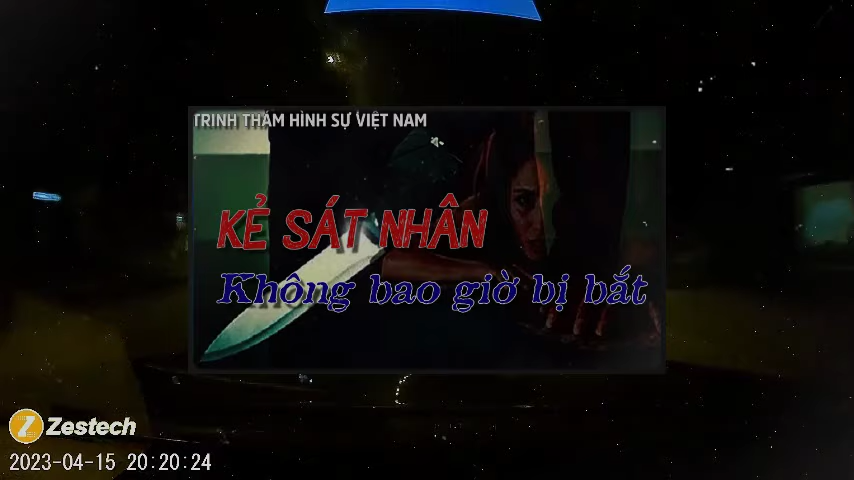 TRINH THÁM HÌNH SỰ VIỆT NAM
KẺ SÁT NHÂN
Không bao giờ bị bắt
Zestech
2023-04-15 20:20:24